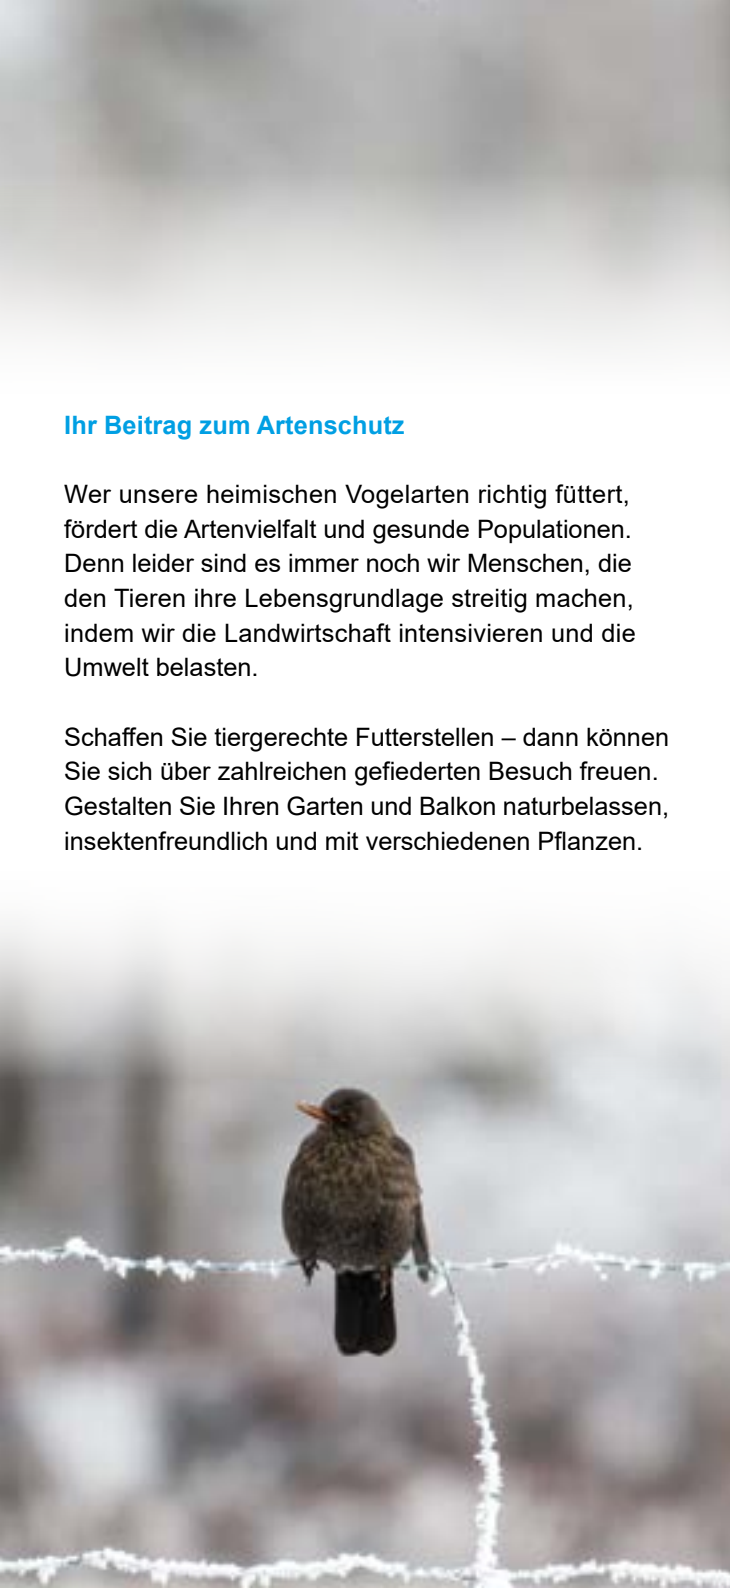 Ihr Beitrag zum Artenschutz
Wer unsere heimischen Vogelarten richtig füttert,
fördert die Artenvielfalt und gesunde Populationen.
Denn leider sind es immer noch wir Menschen, die
den Tieren ihre Lebensgrundlage streitig machen,
indem wir die Landwirtschaft intensivieren und die
Umwelt belasten.
Schaffen Sie tiergerechte Futterstellen – dann können
Sie sich über zahlreichen gefiederten Besuch freuen.
Gestalten Sie Ihren Garten und Balkon naturbelassen,
insektenfreundlich und mit verschiedenen Pflanzen.